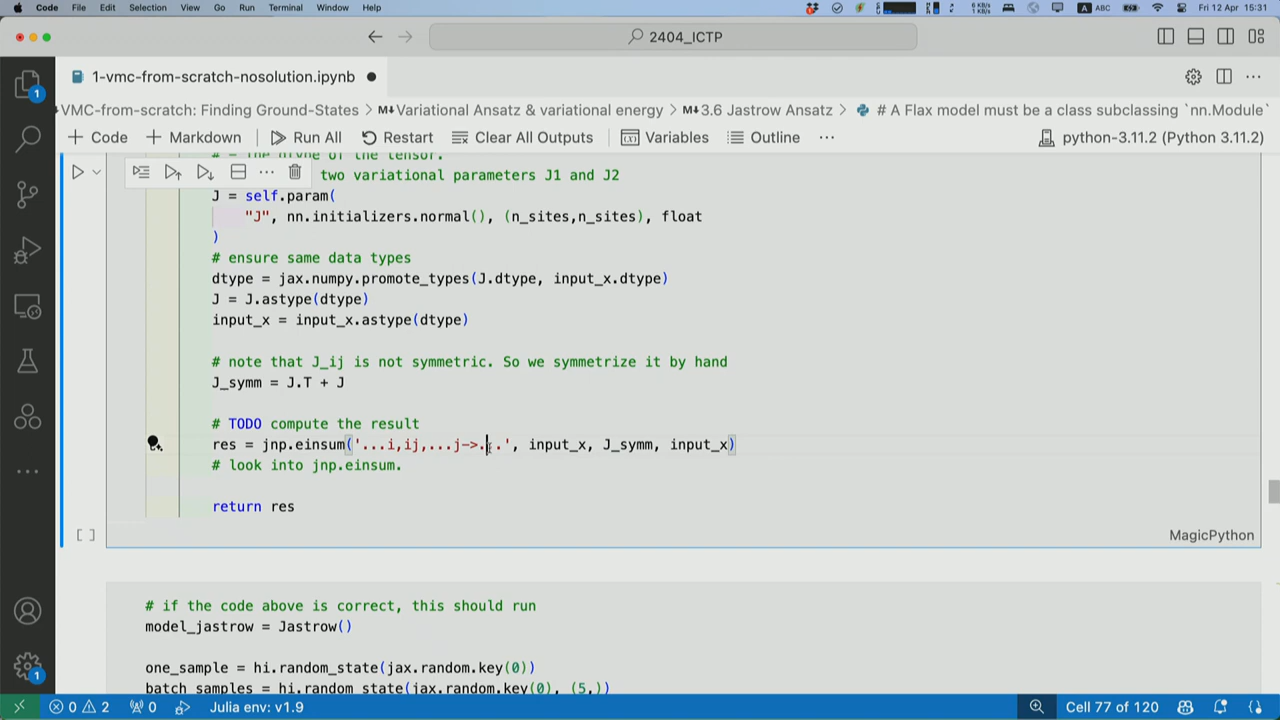 Code File Edit Selection View Go Run Terminal Window Help
ABC Fri 12 Apr 15:31
2404_ICTP
1-vmc-from-scratch-nosolution.ipynb
VMC-from-scratch: Finding Ground-States > Variational Ansatz & variational energy > 3.6 Jastrow Ansatz > # A Flax model must be a class subclassing `nn.Module`
+ Code + Markdown Run All Restart Clear All Outputs Variables Outline ... python-3.11.2 (Python 3.11.2)
# - The dtype of the tensor.
two variational parameters J1 and J2
J = self.param(
"J", nn.initializers.normal(), (n_sites,n_sites), float
)
# ensure same data types
dtype = jax.numpy.promote_types(J.dtype, input_x.dtype)
J = J.astype(dtype)
input_x = input_x.astype(dtype)
# note that J_ij is not symmetric. So we symmetrize it by hand
J_symm = J.T + J
# TODO compute the result
res = jnp.einsum('...i,ij,...j->...', input_x, J_symm, input_x)
# look into jnp.einsum.
return res
[ ]
MagicPython
# if the code above is correct, this should run
model_jastrow = Jastrow()
one_sample = hi.random_state(jax.random.key(0))
batch_samples = hi.random_state(jax.random.key(0), (5,))
0 2 0 Julia env: v1.9 Cell 77 of 120